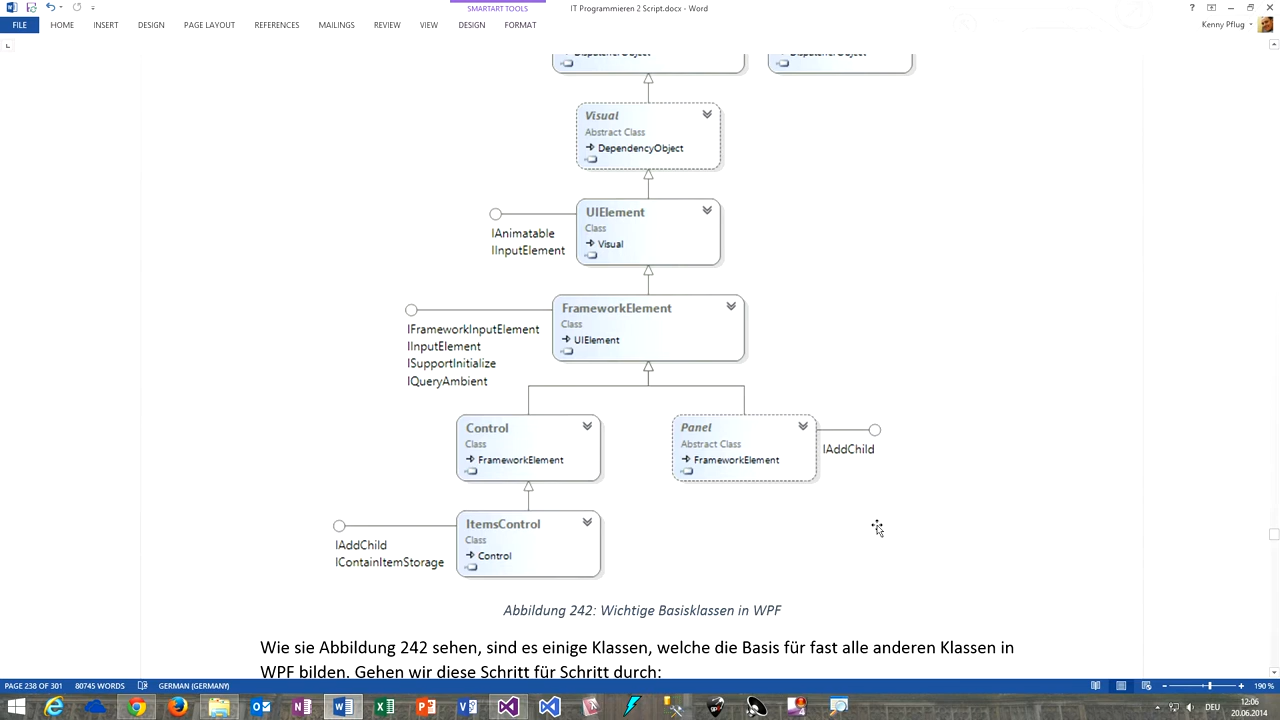 SMARTART TOOLS
IT Programmieren 2 Script.docx - Word
FILE HOME INSERT DESIGN PAGE LAYOUT REFERENCES MAILINGS REVIEW VIEW DESIGN FORMAT
Kenny Pflug
DispatcherObject DispatcherObject
Visual
Abstract Class
DependencyObject
UIElement
Class
Visual
IAnimatable
IInputElement
FrameworkElement
Class
UIElement
IFrameworkInputElement
IInputElement
ISupportInitialize
IQueryAmbient
Control
Class
FrameworkElement
Panel
Abstract Class
FrameworkElement
IAddChild
ItemsControl
Class
Control
IAddChild
IContainItemStorage
Abbildung 242: Wichtige Basisklassen in WPF
Wie sie Abbildung 242 sehen, sind es einige Klassen, welche die Basis für fast alle anderen Klassen in
WPF bilden. Gehen wir diese Schritt für Schritt durch:
PAGE 238 OF 301 80745 WORDS GERMAN (GERMANY) 190 %
DEU
12:06
20.06.2014